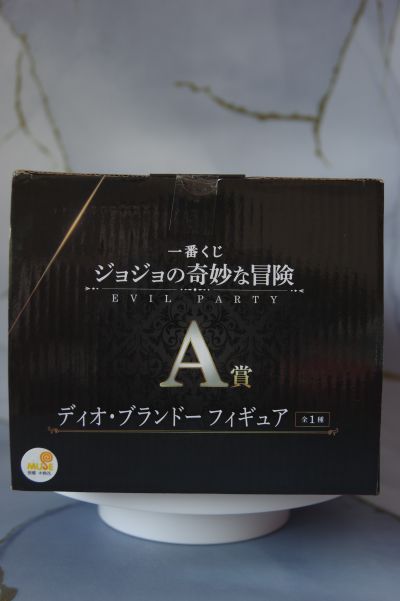 一番くじ
ジョジョの奇妙な冒険
EVIL PARTY
A賞
ディオ・ブランドー フィギュア 全1種
MUSE